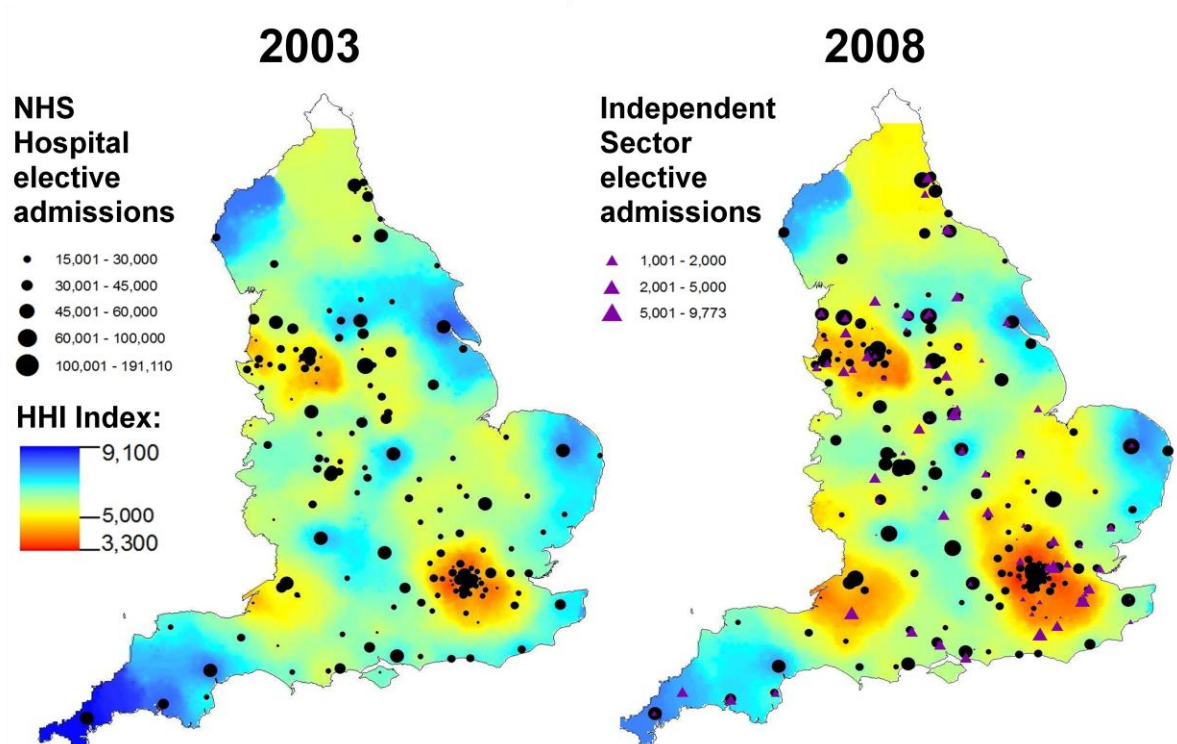 2003
2008
NHS
Hospital
elective
admissions
15,001 - 30,000
30,001 - 45,000
45,001 - 60,000
60,001 - 100,000
100,001 - 191,110
HHI Index:
9,100
5,000
3,300
Independent
Sector
elective
admissions
1,001 - 2,000
2,001 - 5,000
5,001 - 9,773